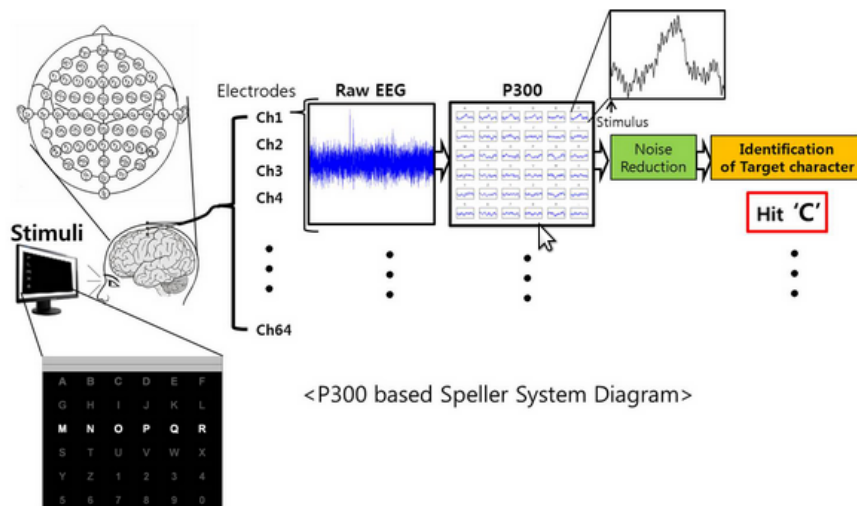 Electrodes
Raw EEG
P300
Ch1
Ch2
Ch3
Ch4
Ch64
Stimulus
Noise
Reduction
Identification
of Target character
Hit ‘C’
Stimuli
A B C D E F
G H I J K L
M N O P Q R
S T U V W X
Y Z 1 2 3 4
5 6 7 8 9 0
<P300 based Speller System Diagram>